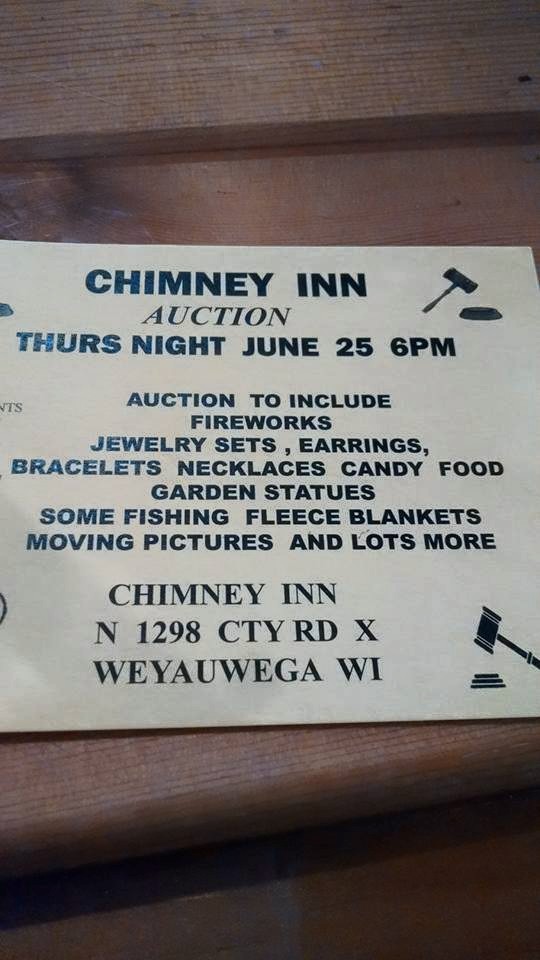 CHIMNEY INN
AUCTION
THURS NIGHT JUNE 25 6PM
NTS
AUCTION TO INCLUDE
FIREWORKS
JEWELRY SETS , EARRINGS,
BRACELETS NECKLACES CANDY FOOD
GARDEN STATUES
SOME FISHING FLEECE BLANKETS
MOVING PICTURES AND LOTS MORE
CHIMNEY INN
N 1298 CTY RD X
WEYAUWEGA WI